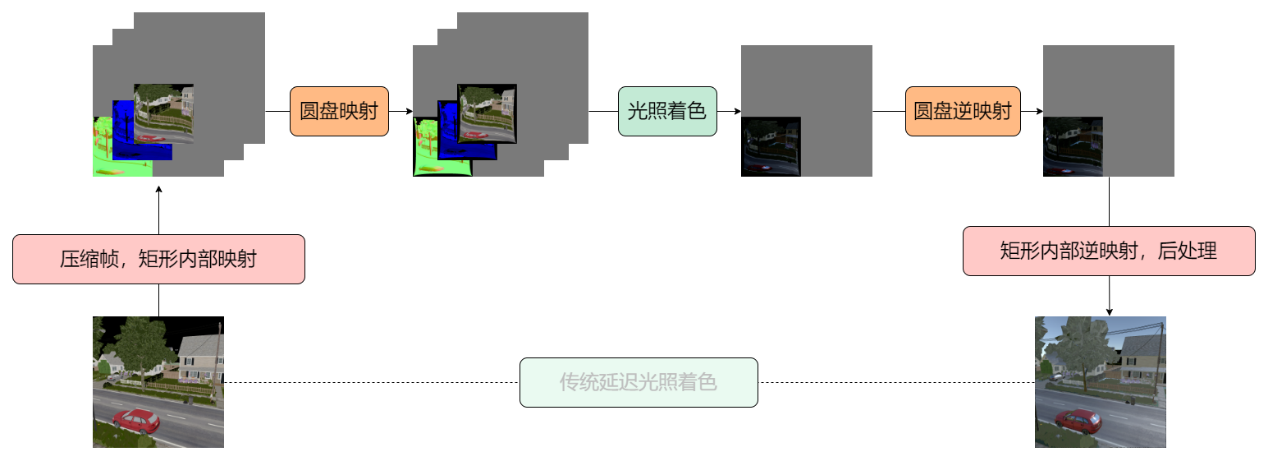 圆盘映射
光照着色
圆盘逆映射
压缩帧，矩形内部映射
矩形内部逆映射，后处理
传统延迟光照着色